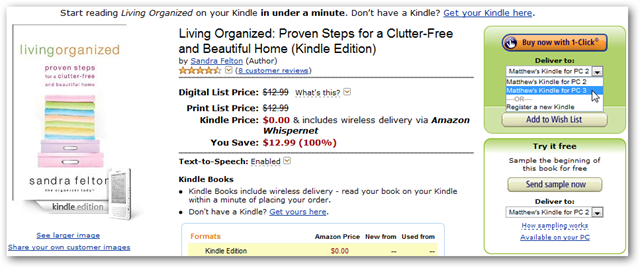 Start reading Living Organized on your Kindle in under a minute. Don't have a Kindle? Get your Kindle here.
livingorganized
proven steps
for a clutter-free
and beautiful home
sandra felton
the organizer lady
kindle edition
See larger image
Share your own customer images
Living Organized: Proven Steps for a Clutter-Free
and Beautiful Home (Kindle Edition)
by Sandra Felton (Author)
(8 customer reviews)
Digital List Price: $12.99 What's this?
Print List Price: $12.99
Kindle Price: $0.00 & includes wireless delivery via Amazon
Whispernet
You Save: $12.99 (100%)
Text-to-Speech: Enabled
Kindle Books
• Kindle Books include wireless delivery - read your book on your Kindle
within a minute of placing your order.
• Don't have a Kindle? Get yours here.
Formats Amazon Price New from Used from
Kindle Edition $0.00 -- --
Buy now with 1-Click®
Deliver to:
Matthew's Kindle for PC 2
Matthew's Kindle for PC 2
Matthew's Kindle for PC 3
---OR---
Register a new Kindle
Add to Wish List
Try it free
Sample the beginning of
this book for free
Send sample now
Deliver to:
Matthew's Kindle for PC 2
How sampling works
Available on your PC